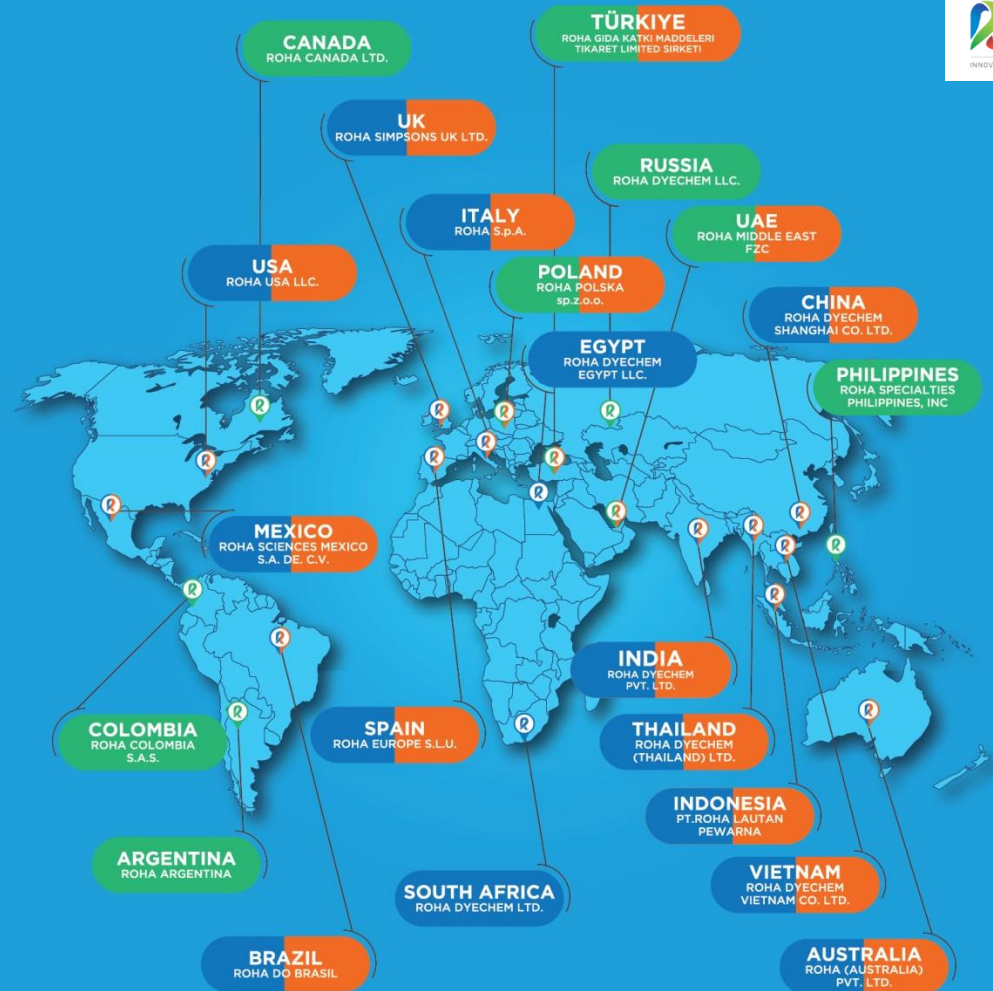 CANADA
ROHA CANADA LTD.
TÜRKIYE
ROHA GIDA KATKI MADDELERI
TIKARET LIMITED SIRKETI
UK
ROHA SIMPSONS UK LTD.
RUSSIA
ROHA DYECHEM LLC.
ITALY
ROHA S.p.A.
UAE
ROHA MIDDLE EAST
FZC
USA
ROHA USA LLC.
POLAND
ROHA POLSKA
sp.z.o.o.
CHINA
ROHA DYECHEM
SHANGHAI CO. LTD.
EGYPT
ROHA DYECHEM
EGYPT LLC.
PHILIPPINES
ROHA SPECIALTIES
PHILIPPINES, INC
MEXICO
ROHA SCIENCES MEXICO
S.A. DE. C.V.
INDIA
ROHA DYECHEM
PVT. LTD.
COLOMBIA
ROHA COLOMBIA
S.A.S.
SPAIN
ROHA EUROPE S.L.U.
THAILAND
ROHA DYECHEM
(THAILAND) LTD.
INDONESIA
PT.ROHA LAUTAN
PEWARNA
ARGENTINA
ROHA ARGENTINA
SOUTH AFRICA
ROHA DYECHEM LTD.
VIETNAM
ROHA DYECHEM
VIETNAM CO. LTD.
BRAZIL
ROHA DO BRASIL
AUSTRALIA
ROHA (AUSTRALIA)
PVT. LTD.